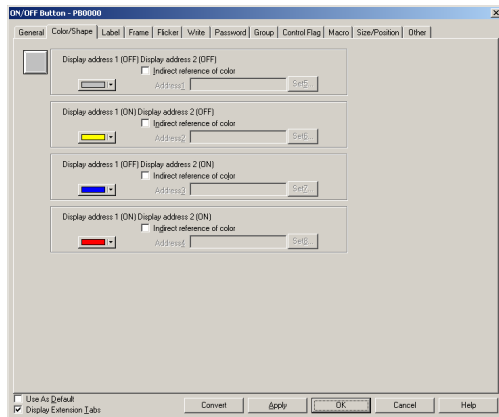 ON/OFF Button - PB0000
General Color/Shape Label Frame Flicker Write Password Group Control Flag Macro Size/Position Other
Display address 1 (OFF) Display address 2 (OFF)
Indirect reference of color
Address1 Set5...
Display address 1 (ON) Display address 2 (OFF)
Indirect reference of color
Address2 Set6...
Display address 1 (OFF) Display address 2 (ON)
Indirect reference of color
Address3 Set7...
Display address 1 (ON) Display address 2 (ON)
Indirect reference of color
Address4 Set8...
Use As Default
Display Extension Tabs
Convert Apply OK Cancel Help